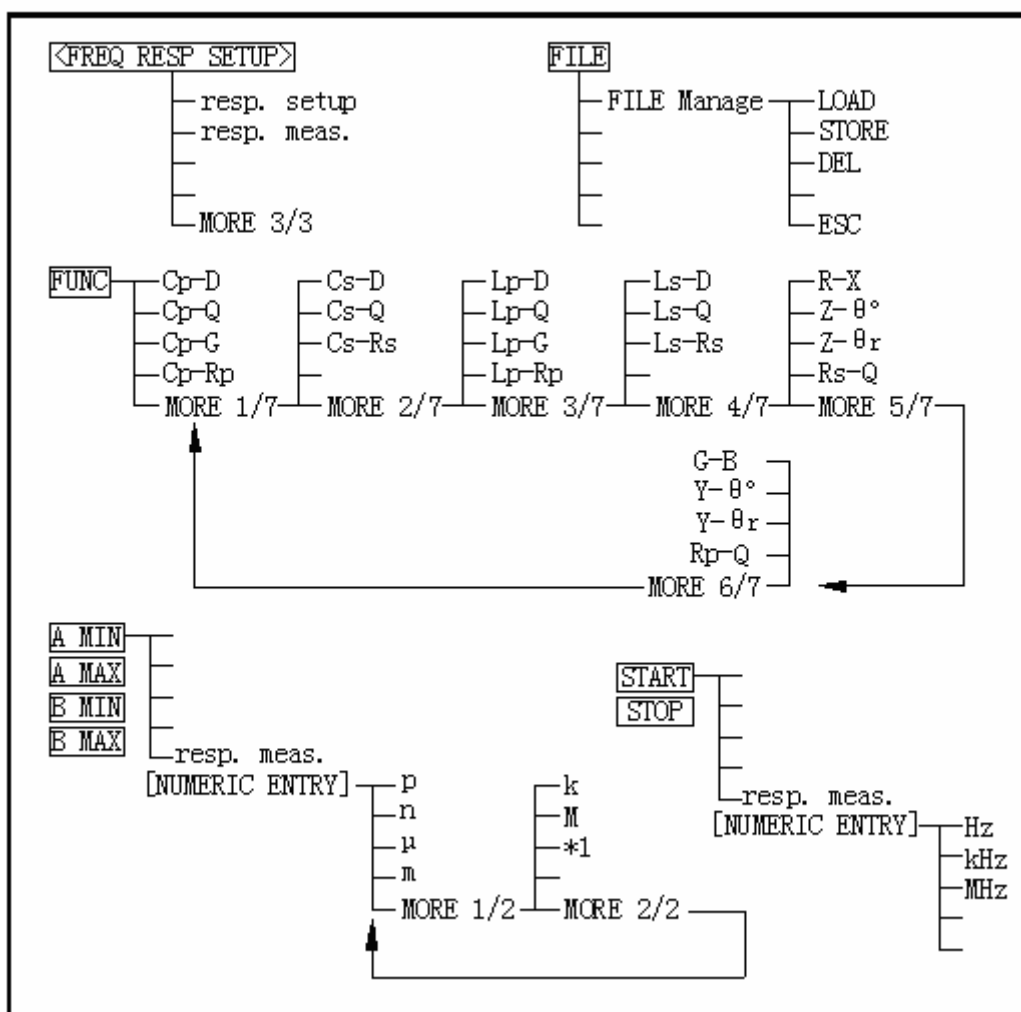 <FREQ RESP SETUP>
resp. setup
resp. meas.
MORE 3/3
FILE
FILE Manage
LOAD
STORE
DEL
ESC
FUNC
Cp-D
Cp-Q
Cp-G
Cp-Rp
MORE 1/7
Cs-D
Cs-Q
Cs-Rs
MORE 2/7
Lp-D
Lp-Q
Lp-G
Lp-Rp
MORE 3/7
Ls-D
Ls-Q
Ls-Rs
MORE 4/7
R-X
Z-θ°
Z-θr
Rs-Q
MORE 5/7
G-B
Y-θ°
Y-θr
Rp-Q
MORE 6/7
A MIN
A MAX
B MIN
B MAX
resp. meas.
[NUMERIC ENTRY]
p
n
μ
m
MORE 1/2
k
M
*1
MORE 2/2
START
STOP
resp. meas.
[NUMERIC ENTRY]
Hz
kHz
MHz